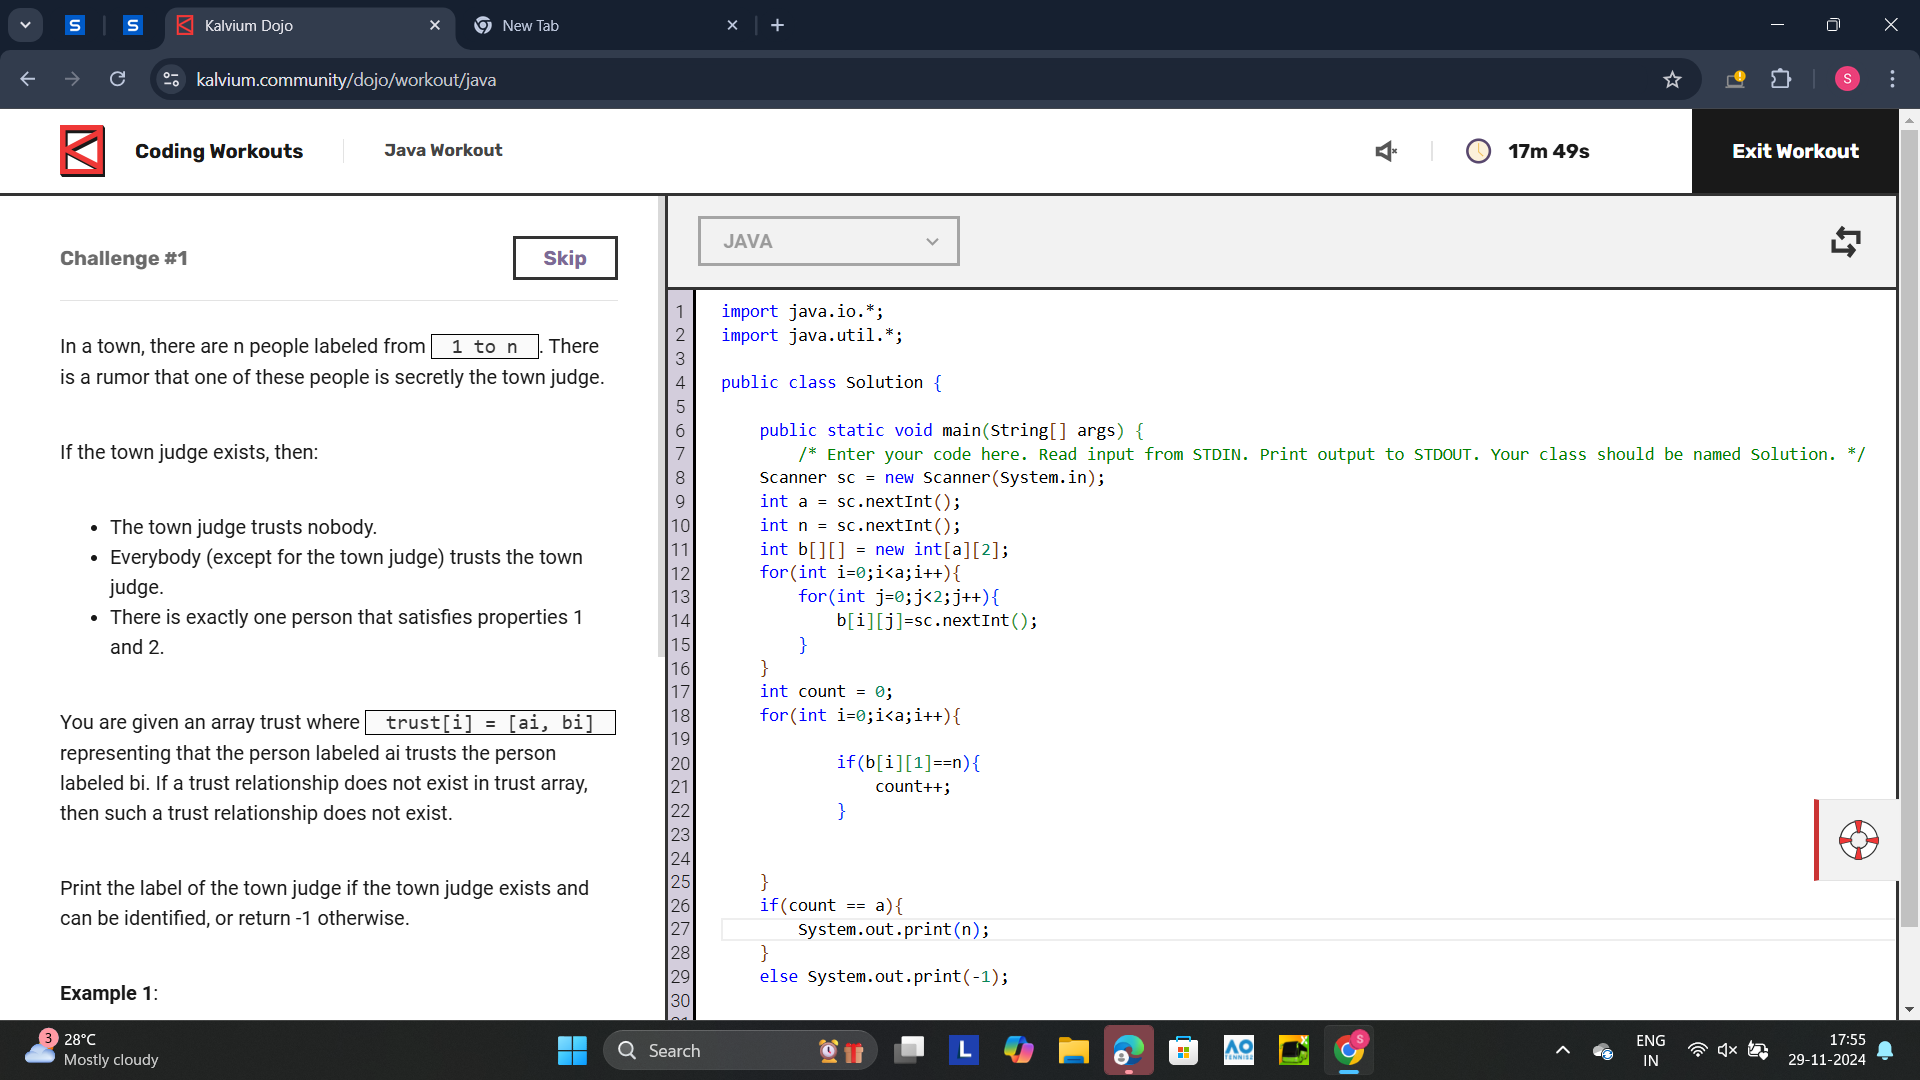 Kalvium Dojo
New Tab
kalvium.community/dojo/workout/java
S
Coding Workouts
Java Workout
17m 49s
Exit Workout
Challenge #1
Skip
In a town, there are n people labeled from 1 to n . There
is a rumor that one of these people is secretly the town judge.
If the town judge exists, then:
• The town judge trusts nobody.
• Everybody (except for the town judge) trusts the town
judge.
• There is exactly one person that satisfies properties 1
and 2.
You are given an array trust where trust[i] = [ai, bi]
representing that the person labeled ai trusts the person
labeled bi. If a trust relationship does not exist in trust array,
then such a trust relationship does not exist.
Print the label of the town judge if the town judge exists and
can be identified, or return -1 otherwise.
Example 1:
JAVA
1 import java.io.*;
2 import java.util.*;
3
4 public class Solution {
5
6 public static void main(String[] args) {
7 /* Enter your code here. Read input from STDIN. Print output to STDOUT. Your class should be named Solution. */
8 Scanner sc = new Scanner(System.in);
9 int a = sc.nextInt();
10 int n = sc.nextInt();
11 int b[][] = new int[a][2];
12 for(int i=0;i<a;i++){
13 for(int j=0;j<2;j++){
14 b[i][j]=sc.nextInt();
15 }
16 }
17 int count = 0;
18 for(int i=0;i<a;i++){
19
20 if(b[i][1]==n){
21 count++;
22 }
23
24
25 }
26 if(count == a){
27 System.out.print(n);
28 }
29 else System.out.print(-1);
30
3
28°C
Mostly cloudy
Search
L
AO
TENNIS2
S
ENG
IN
17:55
29-11-2024